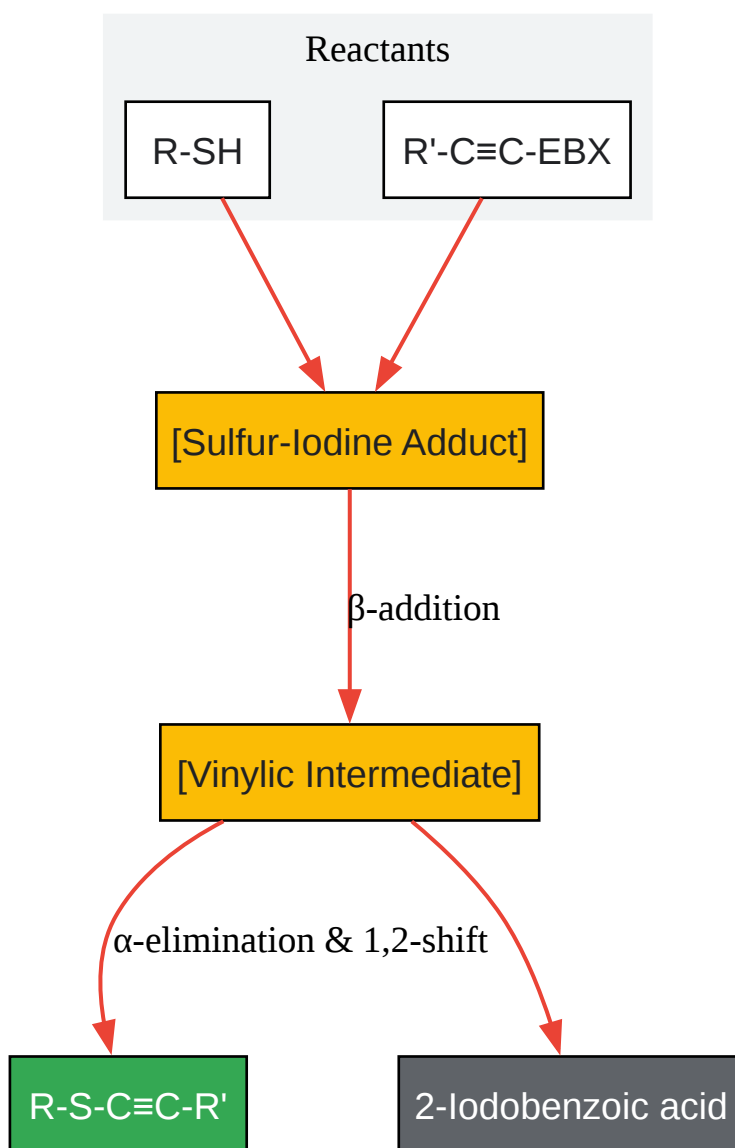 Reactants
R-SH
R'-C≡C-EBX
[Sulfur-Iodine Adduct]
β-addition
[Vinylic Intermediate]
α-elimination & 1,2-shift
R-S-C≡C-R'
2-Iodobenzoic acid